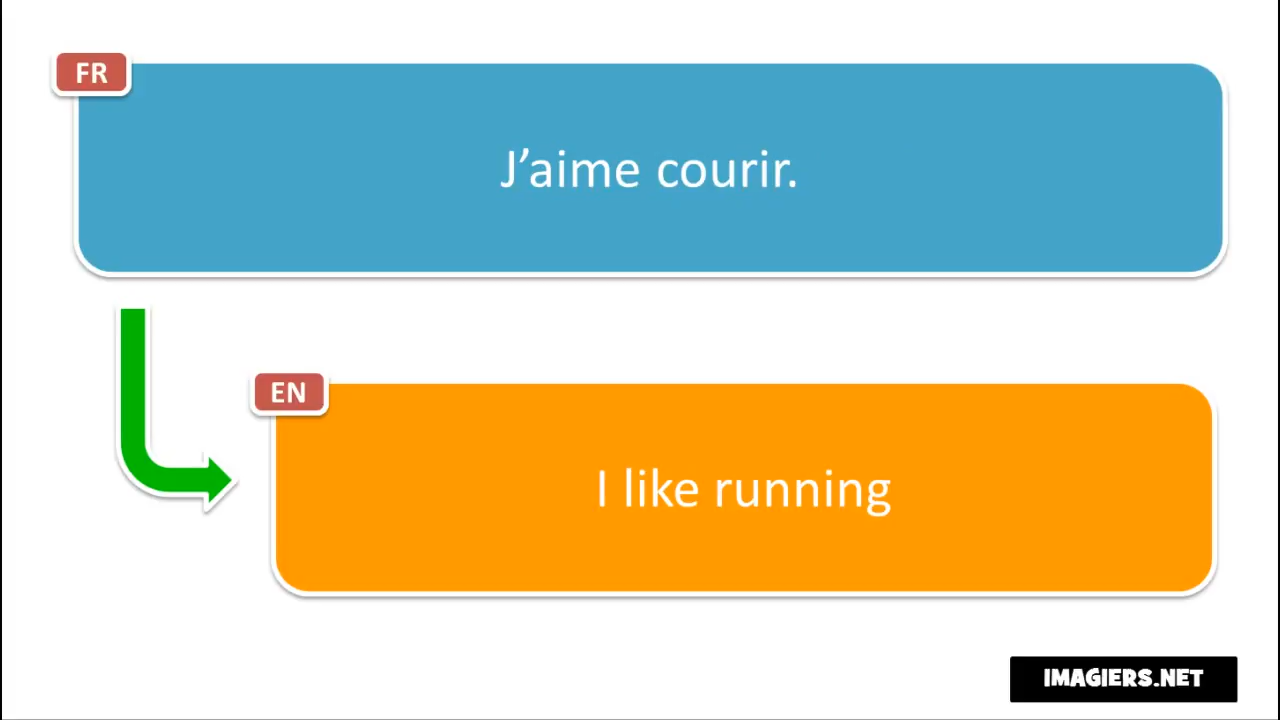 FR
J’aime courir.
EN
I like running
IMAGIERS.NET